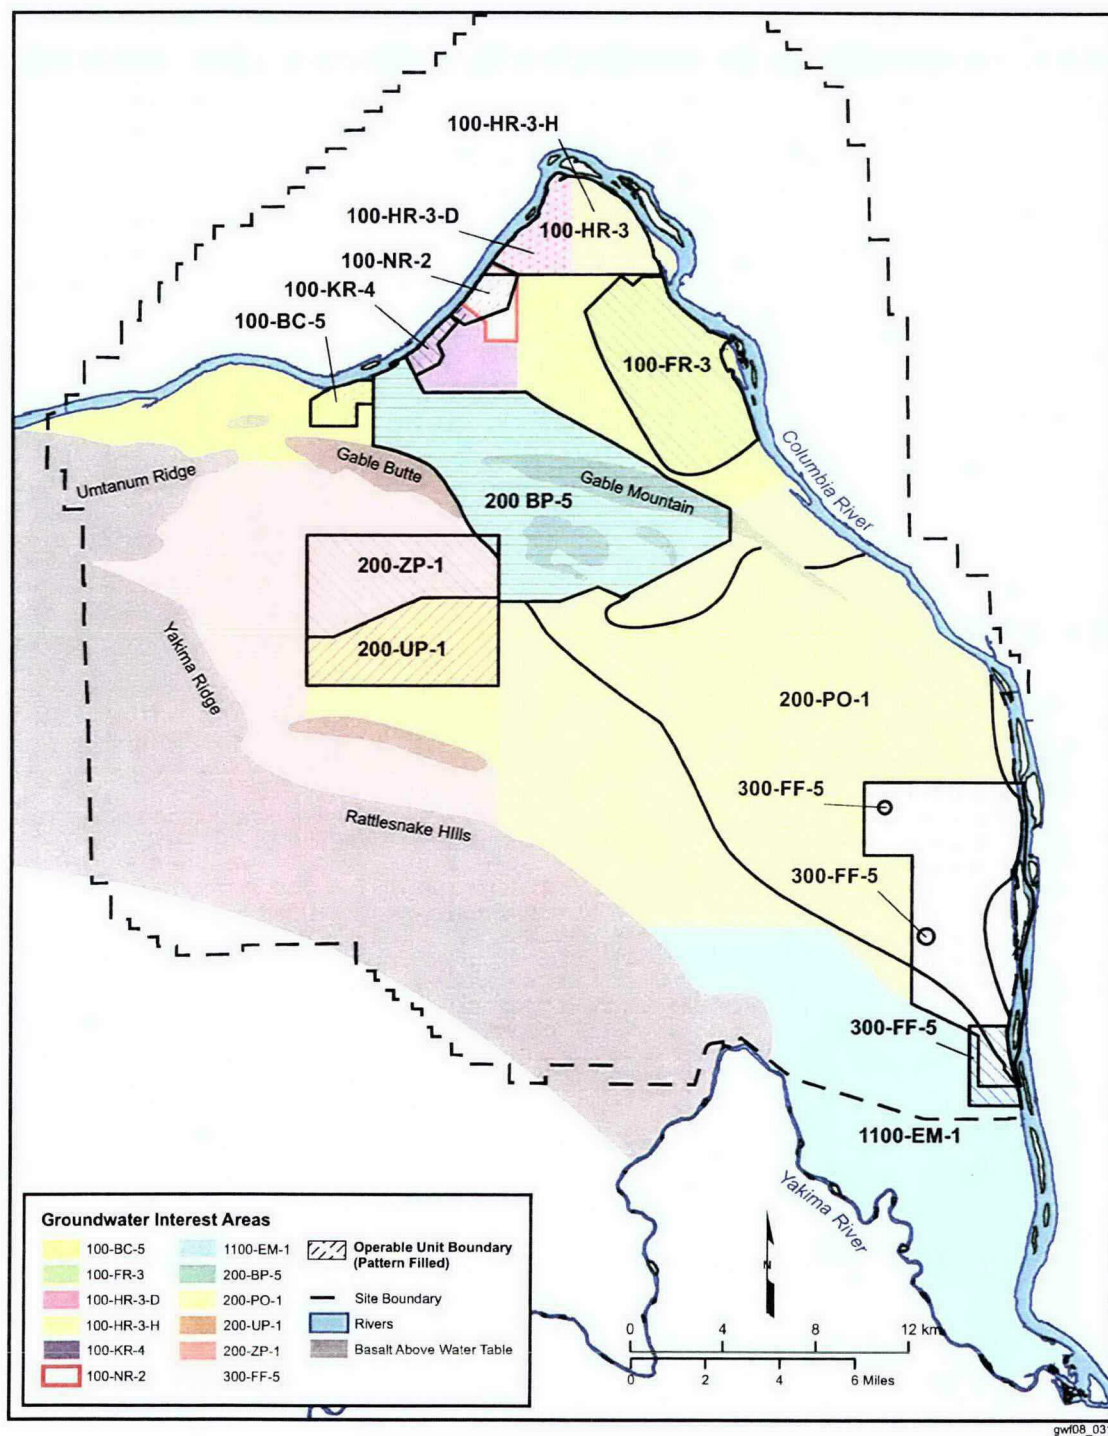 100-HR-3-H
100-HR-3-D
100-HR-3
100-NR-2
100-KR-4
100-BC-5
100-FR-3
Columbia River
Umtanum Ridge
Gable Butte
200 BP-5
Gable Mountain
200-ZP-1
200-UP-1
Yakima Ridge
200-PO-1
300-FF-5
Rattlesnake HIlls
300-FF-5
300-FF-5
1100-EM-1
Yakima River
Groundwater Interest Areas
100-BC-5
100-FR-3
100-HR-3-D
100-HR-3-H
100-KR-4
100-NR-2
1100-EM-1
200-BP-5
200-PO-1
200-UP-1
200-ZP-1
300-FF-5
Operable Unit Boundary
(Pattern Filled)
Site Boundary
Rivers
Basalt Above Water Table
N
0 4 8 12 km
0 2 4 6 Miles